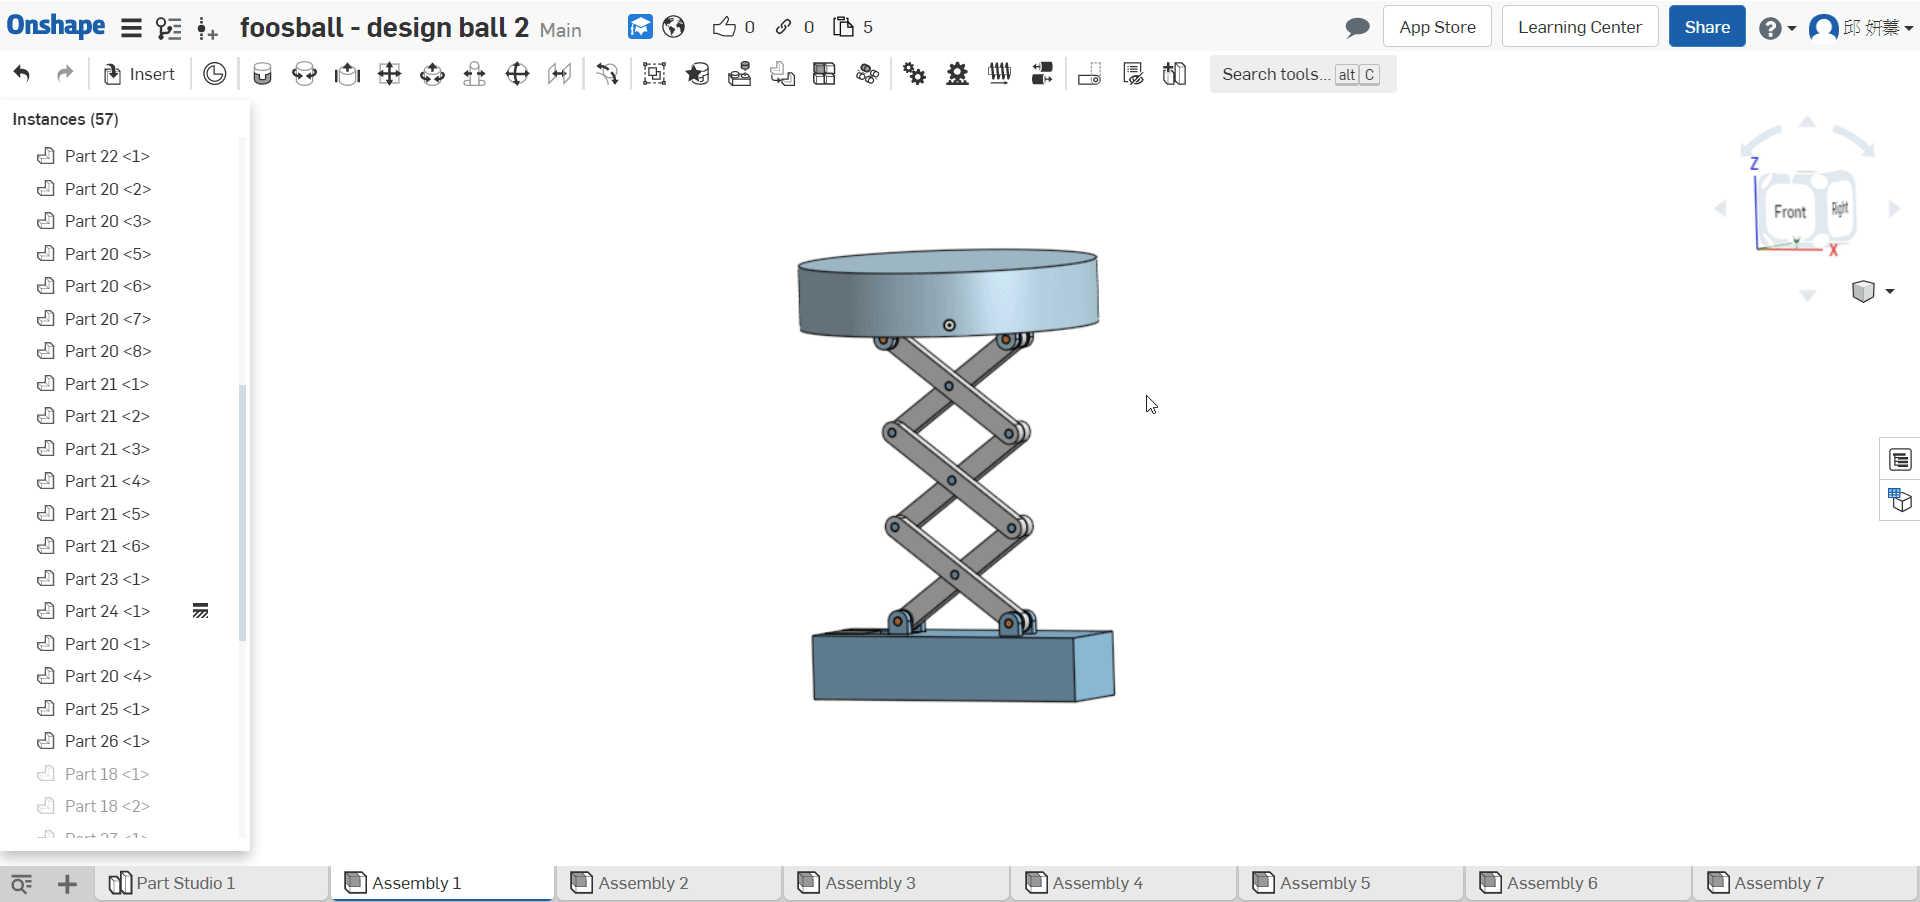 Onshape
foosball - design ball 2 Main
0
0
5
App Store
Learning Center
Share
邱 妍蓁
Insert
Search tools... alt C
Instances (57)
Part 22 <1>
Part 20 <2>
Part 20 <3>
Part 20 <5>
Part 20 <6>
Part 20 <7>
Part 20 <8>
Part 21 <1>
Part 21 <2>
Part 21 <3>
Part 21 <4>
Part 21 <5>
Part 21 <6>
Part 23 <1>
Part 24 <1>
Part 20 <1>
Part 20 <4>
Part 25 <1>
Part 26 <1>
Part 18 <1>
Part 18 <2>
Part 27 <1>
Z
Front
Right
Y
X
Part Studio 1
Assembly 1
Assembly 2
Assembly 3
Assembly 4
Assembly 5
Assembly 6
Assembly 7